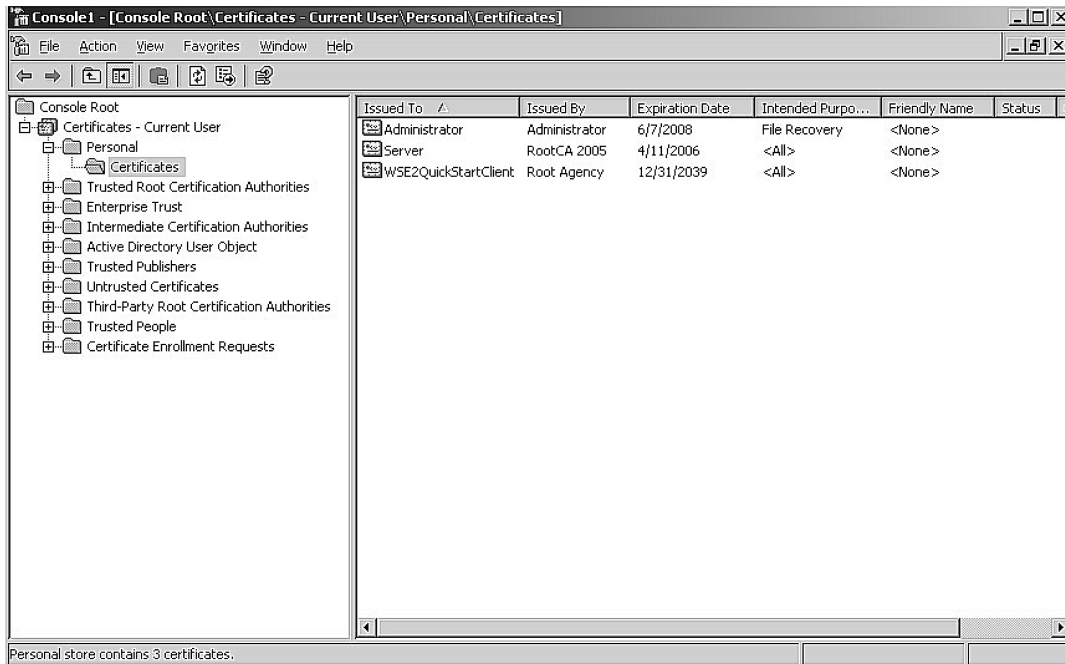 Console1 - [Console Root\Certificates - Current User\Personal\Certificates]
File Action View Favorites Window Help
Console Root
Certificates - Current User
Personal
Certificates
Trusted Root Certification Authorities
Enterprise Trust
Intermediate Certification Authorities
Active Directory User Object
Trusted Publishers
Untrusted Certificates
Third-Party Root Certification Authorities
Trusted People
Certificate Enrollment Requests
Issued To Issued By Expiration Date Intended Purpo... Friendly Name Status
Administrator Administrator 6/7/2008 File Recovery <None>
Server RootCA 2005 4/11/2006 <All> <None>
WSE2QuickStartClient Root Agency 12/31/2039 <All> <None>
Personal store contains 3 certificates.